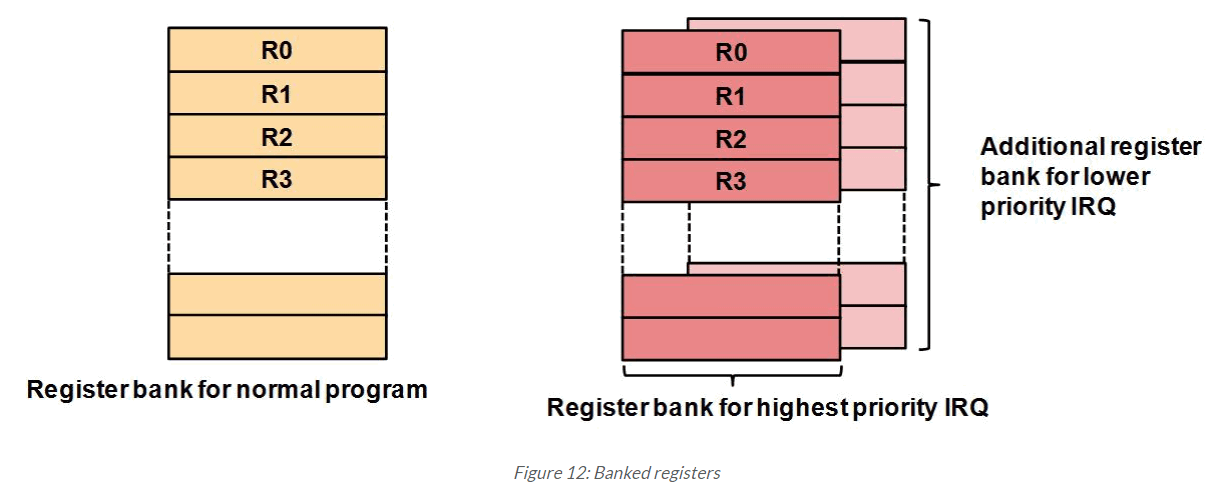 R0
R1
R2
R3
Register bank for normal program
R0
R1
R2
R3
Additional register
bank for lower
priority IRQ
Register bank for highest priority IRQ
Figure 12: Banked registers